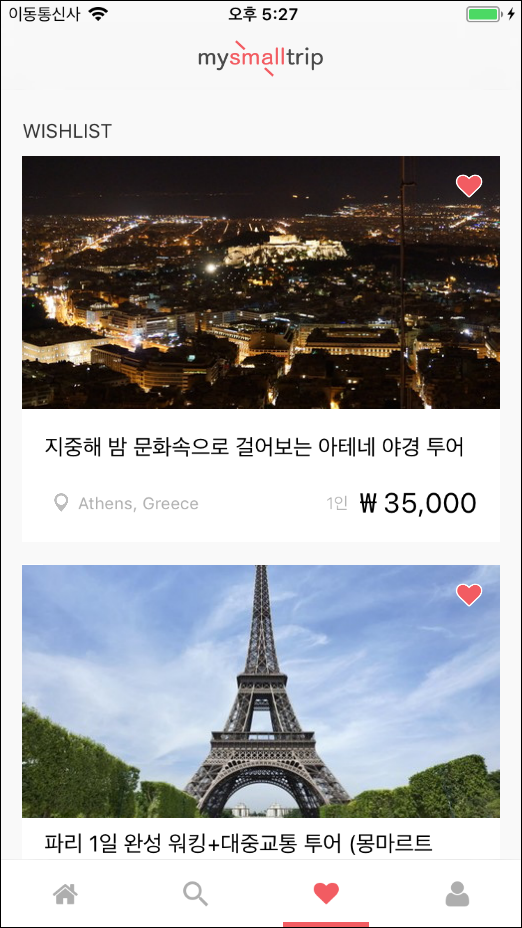 이동통신사 오후 5:27
mysmalltrip
WISHLIST
지중해 밤 문화속으로 걸어보는 아테네 야경 투어
Athens, Greece 1인 ₩ 35,000
파리 1일 완성 워킹+대중교통 투어 (몽마르트